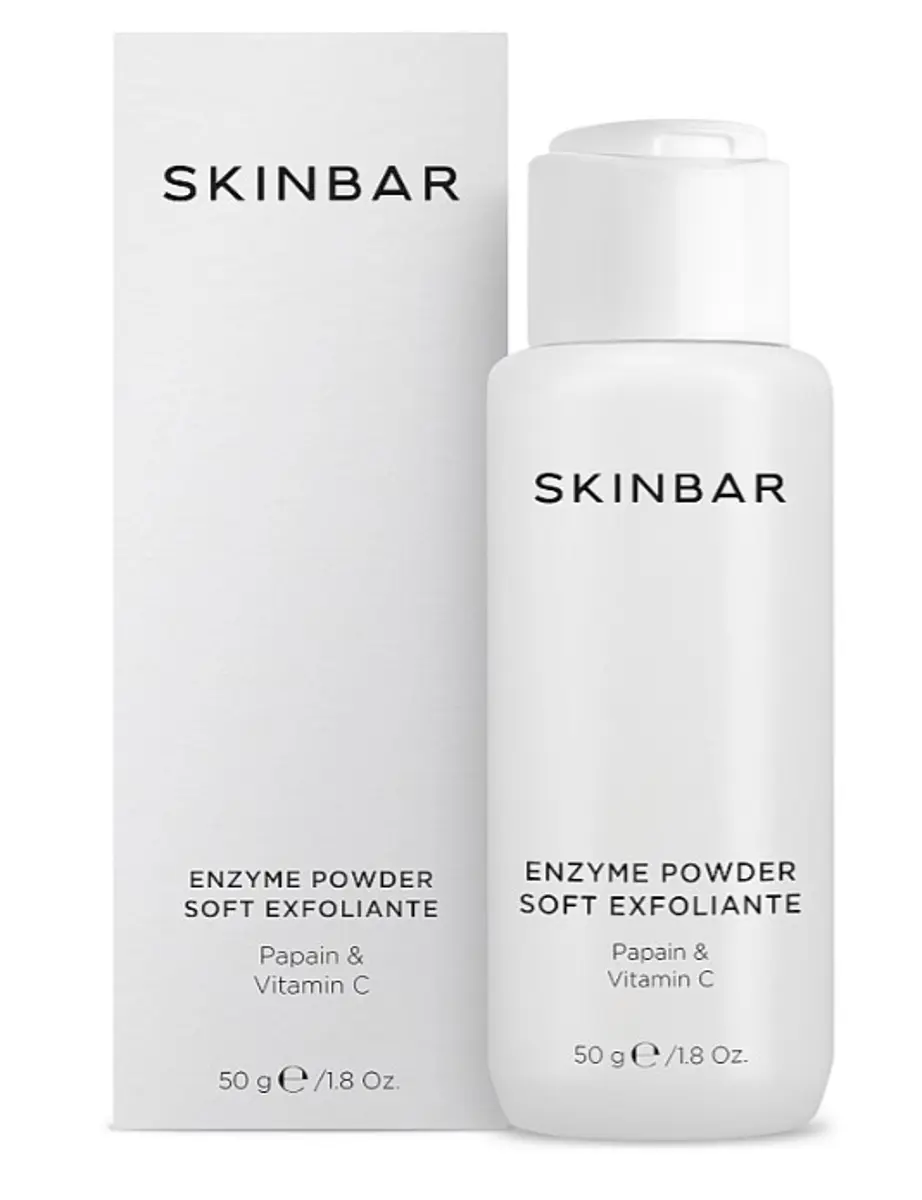 SKINBAR
ENZYME POWDER
SOFT EXFOLIANTE
Papain &
Vitamin C
50 g ℮ /1.8 Oz.
SKINBAR
ENZYME POWDER
SOFT EXFOLIANTE
Papain &
Vitamin C
50 g ℮ /1.8 Oz.